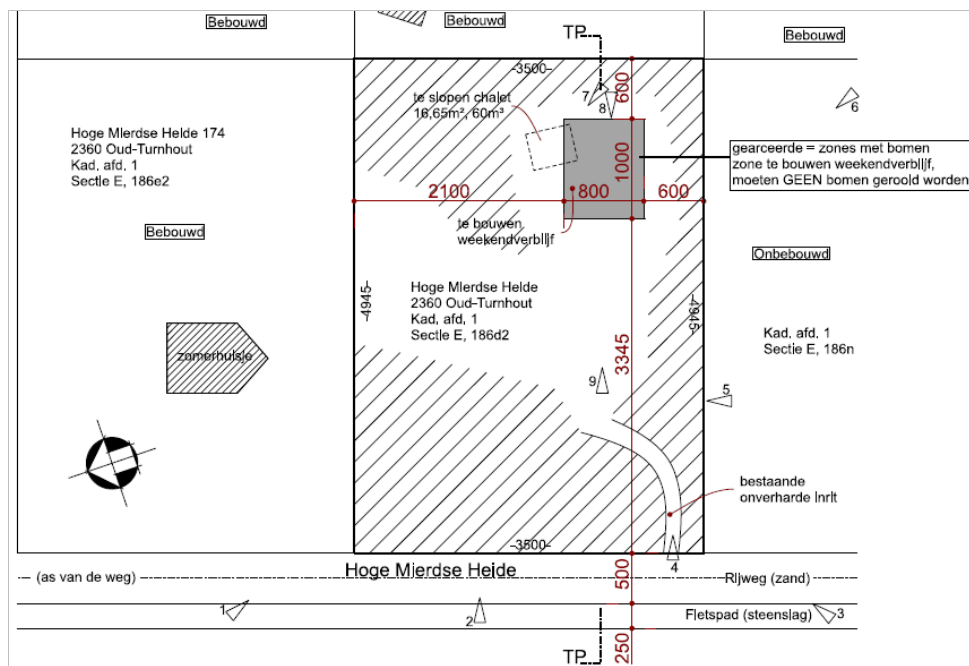 Bebouwd
Bebouwd
Bebouwd
TP
-3500-
600
7
8
6
te slopen chalet
16,65m², 60m³
Hoge Mierdse Heide 174
2360 Oud-Turnhout
Kad. afd. 1
Sectie E, 186e2
gearceerde = zones met bomen
zone te bouwen weekendverblijf,
moeten GEEN bomen gerooid worden
1000
2100
800
600
te bouwen
weekendverblijf
Bebouwd
Onbebouwd
-4945-
Hoge Mierdse Heide
2360 Oud-Turnhout
Kad. afd. 1
Sectie E, 186d2
-4945-
Kad. afd. 1
Sectie E, 186n
zomerhuisje
3345
9
5
bestaande
onverharde inrit
-3500-
4
(as van de weg)
Hoge Mierdse Heide
500
Rijweg (zand)
1
2
Fietspad (steenslag)
3
TP
250